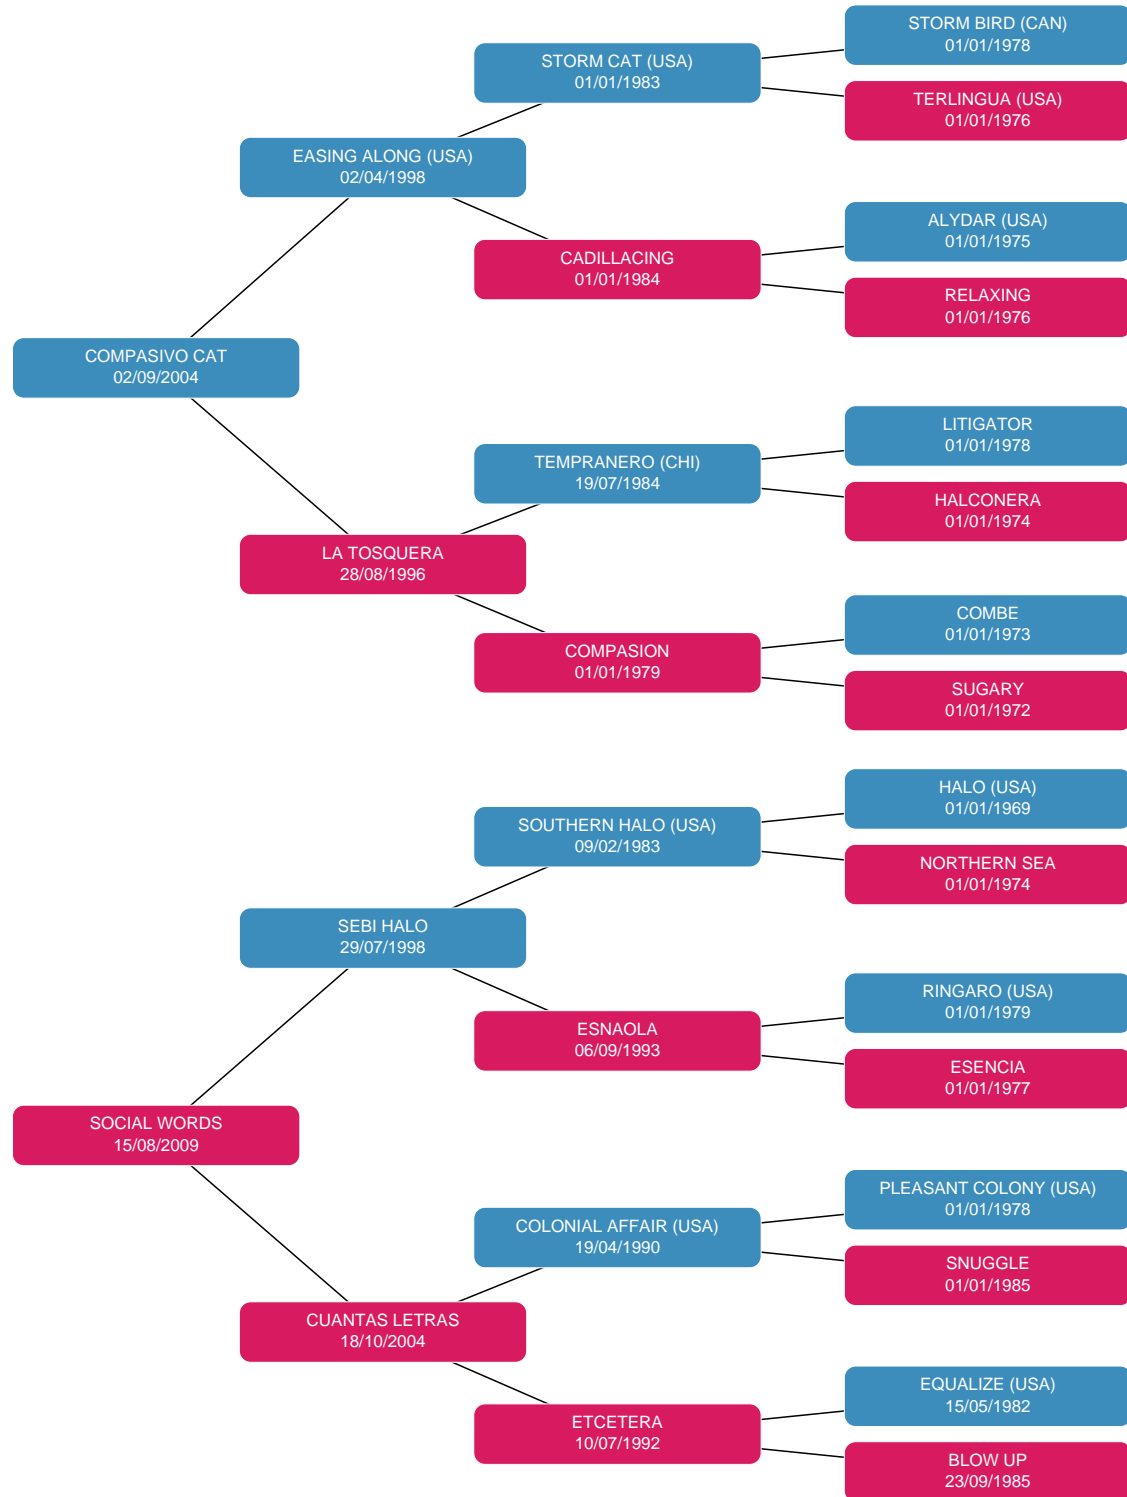 STORM BIRD (CAN)
01/01/1978
STORM CAT (USA)
01/01/1983
TERLINGUA (USA)
01/01/1976
EASING ALONG (USA)
02/04/1998
ALYDAR (USA)
01/01/1975
CADILLACING
01/01/1984
RELAXING
01/01/1976
COMPASIVO CAT
02/09/2004
LITIGATOR
01/01/1978
TEMPRANERO (CHI)
19/07/1984
HALCONERA
01/01/1974
LA TOSQUERA
28/08/1996
COMBE
01/01/1973
COMPASION
01/01/1979
SUGARY
01/01/1972
HALO (USA)
01/01/1969
SOUTHERN HALO (USA)
09/02/1983
NORTHERN SEA
01/01/1974
SEBI HALO
29/07/1998
RINGARO (USA)
01/01/1979
ESNAOLA
06/09/1993
ESENCIA
01/01/1977
SOCIAL WORDS
15/08/2009
PLEASANT COLONY (USA)
01/01/1978
COLONIAL AFFAIR (USA)
19/04/1990
SNUGGLE
01/01/1985
CUANTAS LETRAS
18/10/2004
EQUALIZE (USA)
15/05/1982
ETCETERA
10/07/1992
BLOW UP
23/09/1985